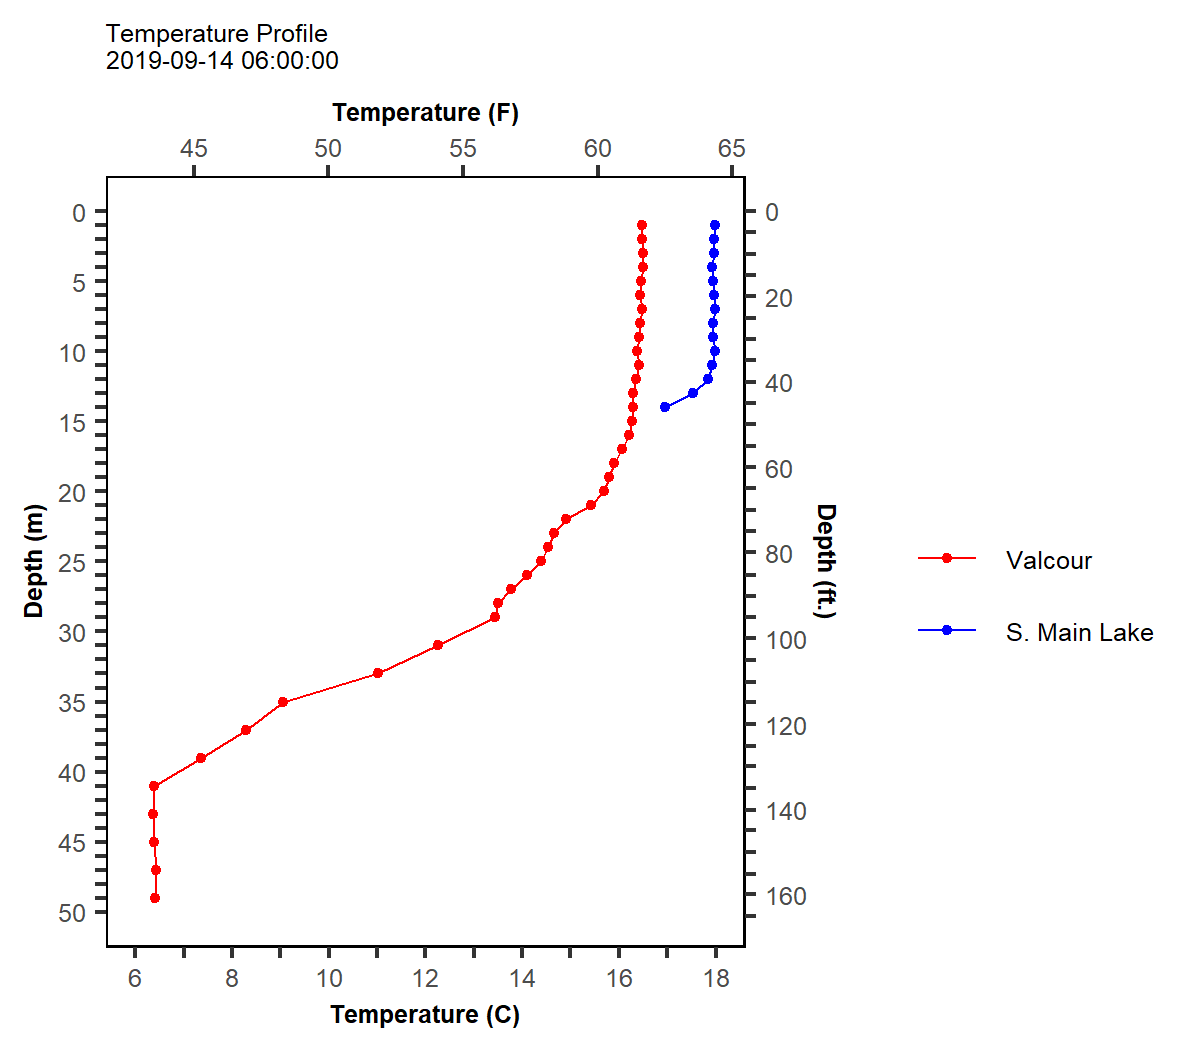 Temperature Profile
2019-09-14 06:00:00
Temperature (F)
45 50 55 60 65
0
5
10
15
20
25
30
35
40
45
50
Depth (m)
0
20
40
60
80
100
120
140
160
Depth (ft.)
6 8 10 12 14 16 18
Temperature (C)
Valcour
S. Main Lake